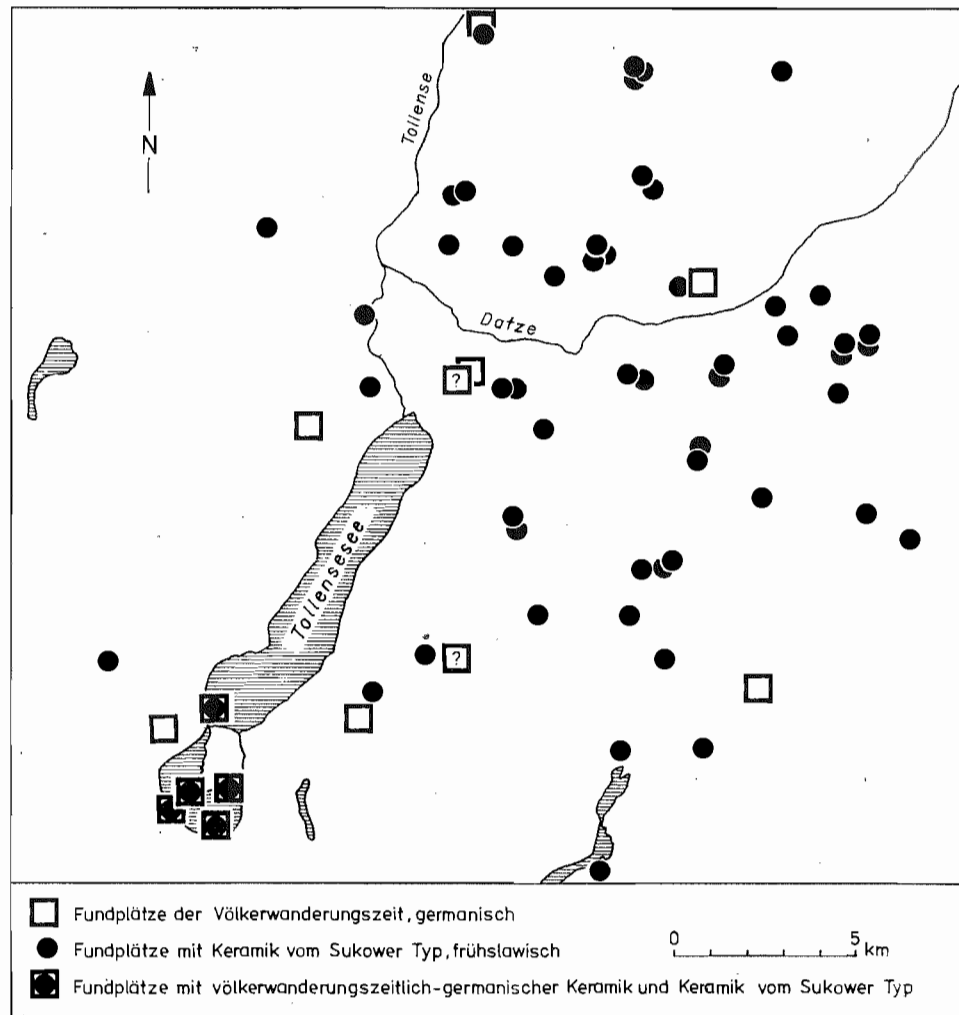 N
Tollense
Datze
?
Tollensesee
?
Fundplätze der Völkerwanderungszeit, germanisch
Fundplätze mit Keramik vom Sukower Typ, frühslawisch
0 5 km
Fundplätze mit völkerwanderungszeitlich-germanischer Keramik und Keramik vom Sukower Typ